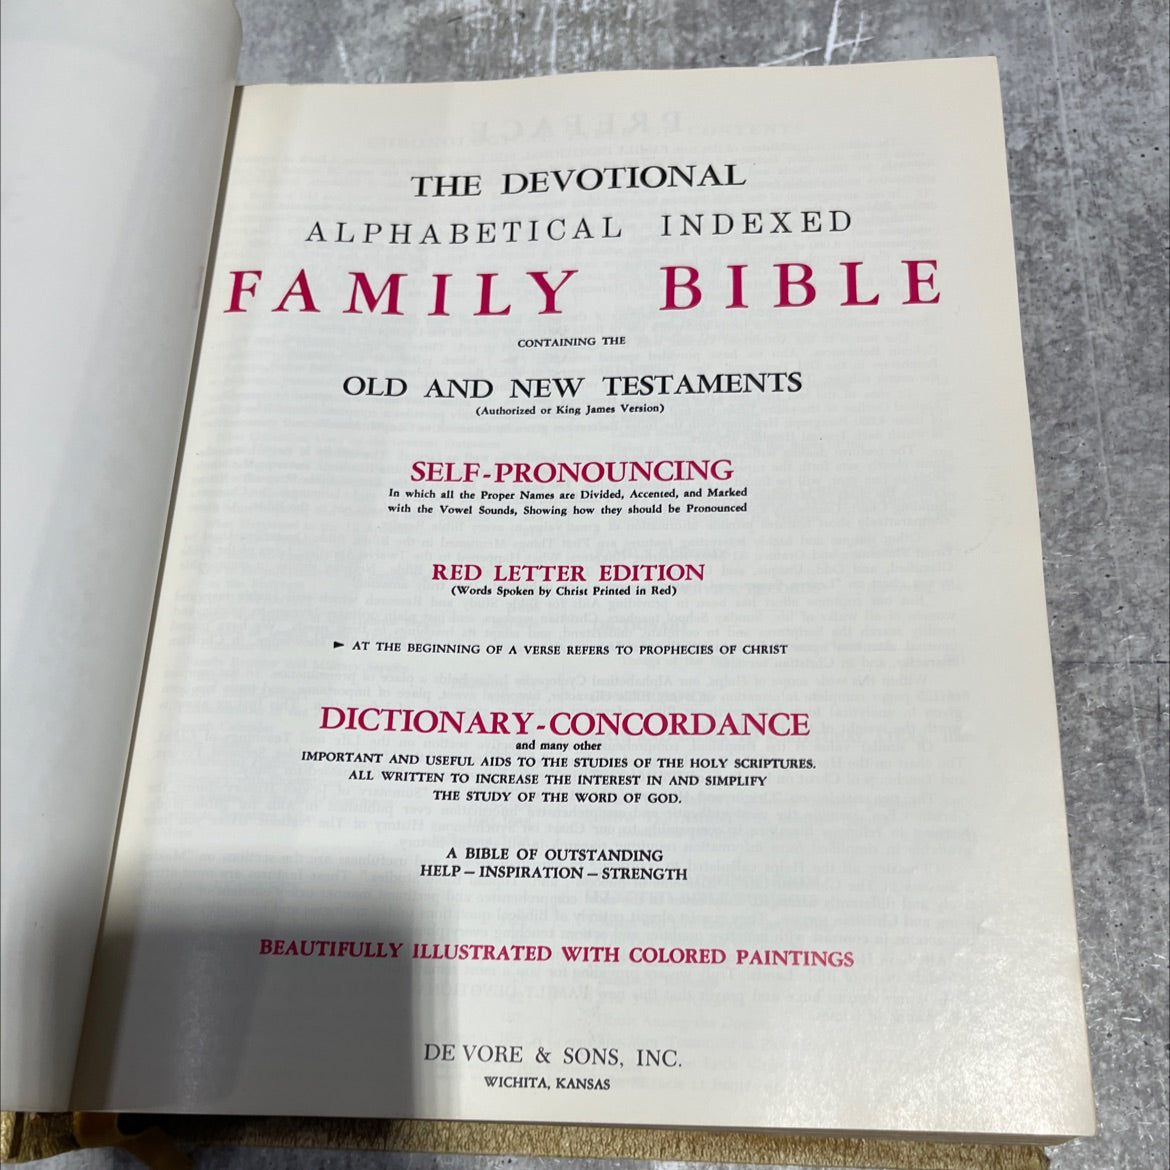 THE DEVOTIONAL
ALPHABETICAL INDEXED
FAMILY BIBLE
CONTAINING THE
OLD AND NEW TESTAMENTS
(Authorized or King James Version)
SELF-PRONOUNCING
In which all the Proper Names are Divided, Accented, and Marked
with the Vowel Sounds, Showing how they should be Pronounced
RED LETTER EDITION
(Words Spoken by Christ Printed in Red)
► AT THE BEGINNING OF A VERSE REFERS TO PROPHECIES OF CHRIST
DICTIONARY-CONCORDANCE
and many other
IMPORTANT AND USEFUL AIDS TO THE STUDIES OF THE HOLY SCRIPTURES.
ALL WRITTEN TO INCREASE THE INTEREST IN AND SIMPLIFY
THE STUDY OF THE WORD OF GOD.
A BIBLE OF OUTSTANDING
HELP – INSPIRATION – STRENGTH
BEAUTIFULLY ILLUSTRATED WITH COLORED PAINTINGS
DE VORE & SONS, INC.
WICHITA, KANSAS